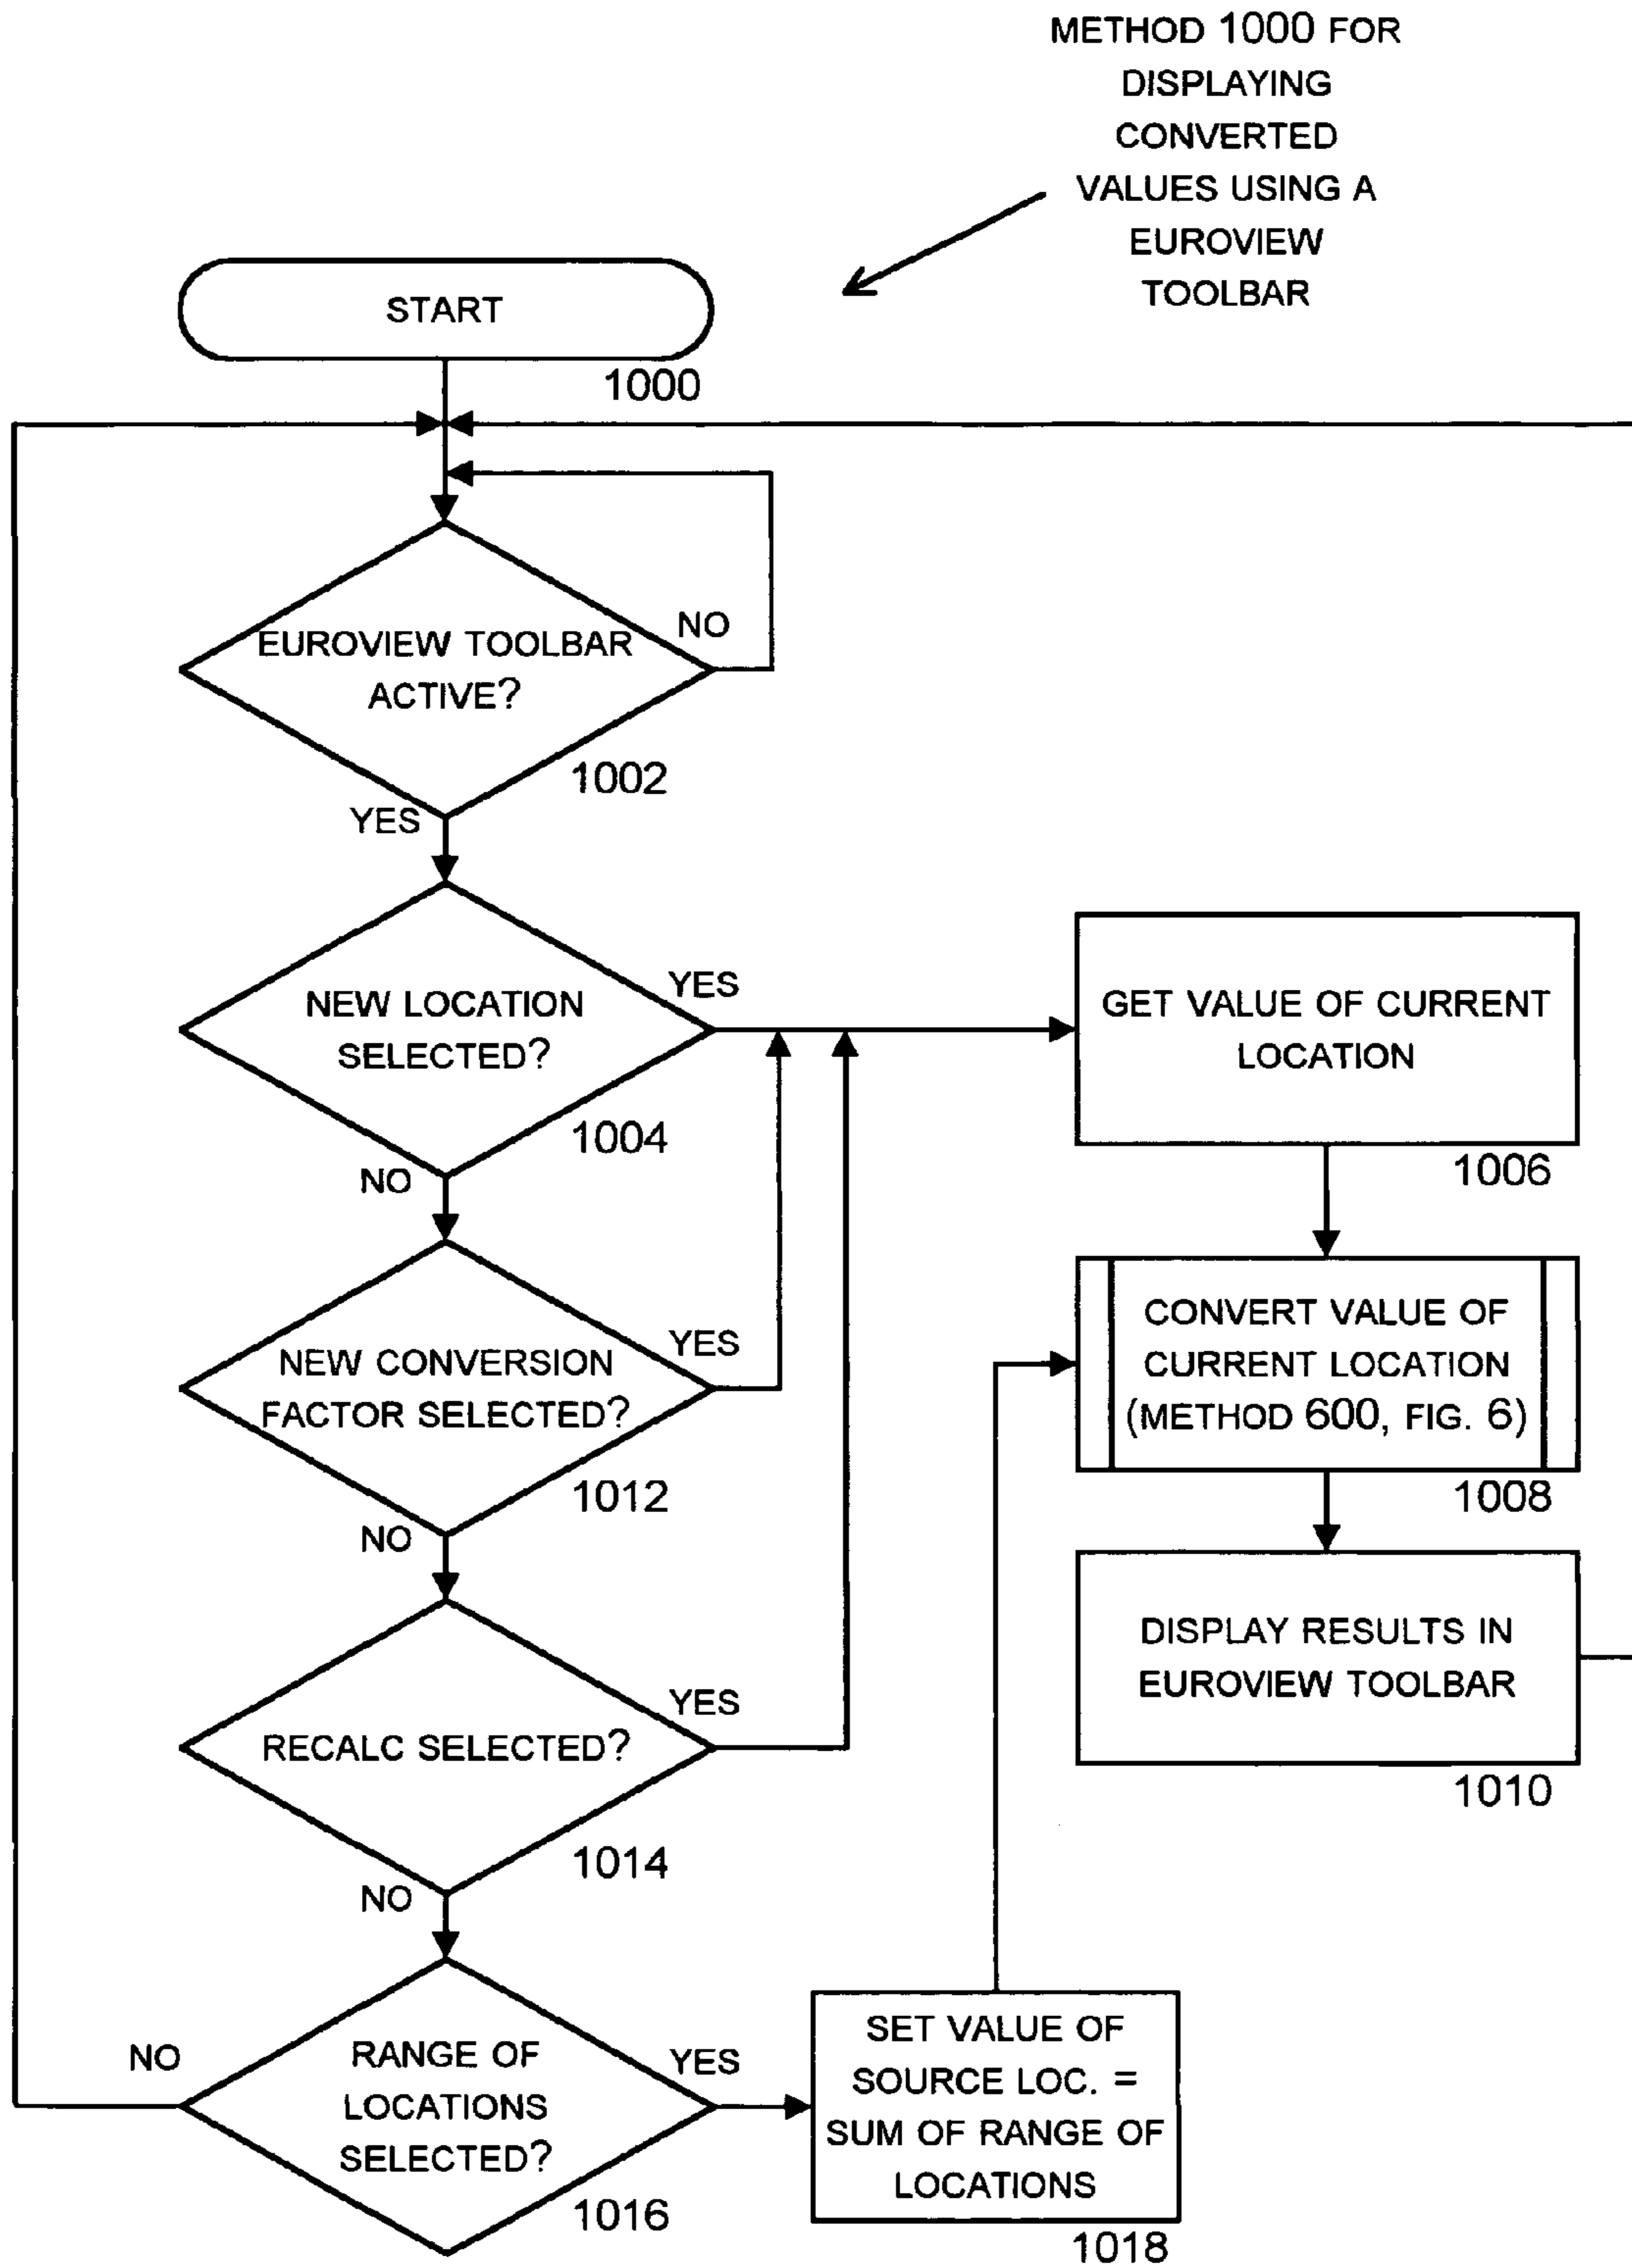 METHOD 1000 FOR
DISPLAYING
CONVERTED
VALUES USING A
EUROVIEW
TOOLBAR
START
1000
EUROVIEW TOOLBAR
ACTIVE?
NO
1002
YES
NEW LOCATION
SELECTED?
YES
1004
NO
GET VALUE OF CURRENT
LOCATION
1006
NEW CONVERSION
FACTOR SELECTED?
YES
1012
NO
CONVERT VALUE OF
CURRENT LOCATION
(METHOD 600, FIG. 6)
1008
RECALC SELECTED?
YES
1014
NO
DISPLAY RESULTS IN
EUROVIEW TOOLBAR
1010
RANGE OF
LOCATIONS
SELECTED?
NO
YES
1016
SET VALUE OF
SOURCE LOC. =
SUM OF RANGE OF
LOCATIONS
1018